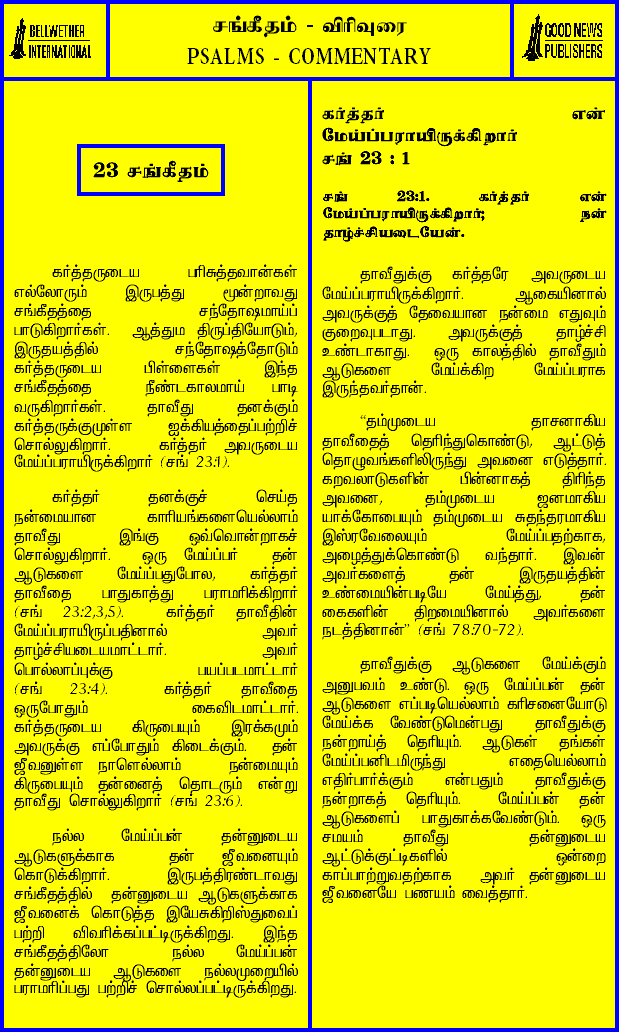 BELLWETHER
INTERNATIONAL
சங்கீதம் - விரிவுரை
PSALMS - COMMENTARY
GOOD NEWS
PUBLISHERS
23 சங்கீதம்
கர்த்தருடைய பரிசுத்தவான்கள்
எல்லோரும் இருபத்து மூன்றாவது
சங்கீதத்தை சந்தோஷமாய்ப்
பாடுகிறார்கள். ஆத்தும திருப்தியோடும்,
இருதயத்தில் சந்தோஷத்தோடும்
கர்த்தருடைய பிள்ளைகள் இந்த
சங்கீதத்தை நீண்டகாலமாய் பாடி
வருகிறார்கள். தாவீது தனக்கும்
கர்த்தருக்குமுள்ள ஐக்கியத்தைப்பற்றிச்
சொல்லுகிறார். கர்த்தர் அவருடைய
மேய்ப்பராயிருக்கிறார் (சங் 23:1).
கர்த்தர் தனக்குச் செய்த
நன்மையான காரியங்களையெல்லாம்
தாவீது இங்கு ஒவ்வொன்றாகச்
சொல்லுகிறார். ஒரு மேய்ப்பர் தன்
ஆடுகளை மேய்ப்பதுபோல, கர்த்தர்
தாவீதை பாதுகாத்து பராமரிக்கிறார்
(சங் 23:2,3,5). கர்த்தர் தாவீதின்
மேய்ப்பராயிருப்பதினால் அவர்
தாழ்ச்சியடையமாட்டார். அவர்
பொல்லாப்புக்கு பயப்படமாட்டார்
(சங் 23:4). கர்த்தர் தாவீதை
ஒருபோதும் கைவிடமாட்டார்.
கர்த்தருடைய கிருபையும் இரக்கமும்
அவருக்கு எப்போதும் கிடைக்கும். தன்
ஜீவனுள்ள நாளெல்லாம் நன்மையும்
கிருபையும் தன்னைத் தொடரும் என்று
தாவீது சொல்லுகிறார் (சங் 23:6).
நல்ல மேய்ப்பன் தன்னுடைய
ஆடுகளுக்காக தன் ஜீவனையும்
கொடுக்கிறார். இருபத்திரண்டாவது
சங்கீதத்தில் தன்னுடைய ஆடுகளுக்காக
ஜீவனைக் கொடுத்த இயேசுகிறிஸ்துவைப்
பற்றி விவரிக்கப்பட்டிருக்கிறது. இந்த
சங்கீதத்திலோ நல்ல மேய்ப்பன்
தன்னுடைய ஆடுகளை நல்லமுறையில்
பராமரிப்பது பற்றிச் சொல்லப்பட்டிருக்கிறது.
கர்த்தர் என்
மேய்ப்பராயிருக்கிறார்
சங் 23 : 1
சங் 23:1. கர்த்தர் என்
மேய்ப்பராயிருக்கிறார்; நன்
தாழ்ச்சியடையேன்.
தாவீதுக்கு கர்த்தரே அவருடைய
மேய்ப்பராயிருக்கிறார். ஆகையினால்
அவருக்குத் தேவையான நன்மை எதுவும்
குறைவுபடாது. அவருக்குத் தாழ்ச்சி
உண்டாகாது. ஒரு காலத்தில் தாவீதும்
ஆடுகளை மேய்க்கிற மேய்ப்பராக
இருந்தவர்தான்.
“தம்முடைய தாசனாகிய
தாவீதைத் தெரிந்துகொண்டு, ஆட்டுத்
தொழுவங்களிலிருந்து அவனை எடுத்தார்.
கறவலாடுகளின் பின்னாகத் திரிந்த
அவனை, தம்முடைய ஜனமாகிய
யாக்கோபையும் தம்முடைய சுதந்தரமாகிய
இஸ்ரவேலையும் மேய்ப்பதற்காக,
அழைத்துக்கொண்டு வந்தார். இவன்
அவர்களைத் தன் இருதயத்தின்
உண்மையின்படியே மேய்த்து, தன்
கைகளின் திறமையினால் அவர்களை
நடத்தினான்” (சங் 78:70-72).
தாவீதுக்கு ஆடுகளை மேய்க்கும்
அனுபவம் உண்டு. ஒரு மேய்ப்பன் தன்
ஆடுகளை எப்படியெல்லாம் கரிசனையோடு
மேய்க்க வேண்டுமென்பது தாவீதுக்கு
நன்றாய்த் தெரியும். ஆடுகள் தங்கள்
மேய்ப்பனிடமிருந்து எதையெல்லாம்
எதிர்பார்க்கும் என்பதும் தாவீதுக்கு
நன்றாகத் தெரியும். மேய்ப்பன் தன்
ஆடுகளைப் பாதுகாக்கவேண்டும். ஒரு
சமயம் தாவீது தன்னுடைய
ஆட்டுக்குட்டிகளில் ஒன்றை
காப்பாற்றுவதற்காக அவர் தன்னுடைய
ஜீவனையே பணயம் வைத்தார்.